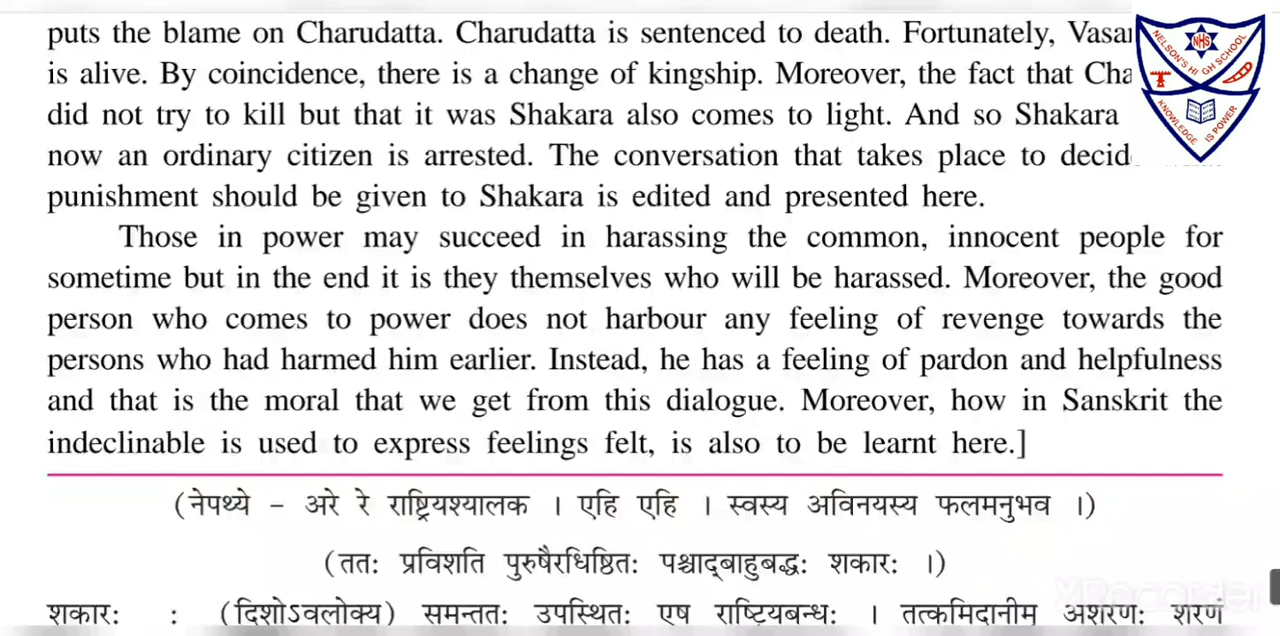 puts the blame on Charudatta. Charudatta is sentenced to death. Fortunately,
is alive. By coincidence, there is a change of kingship. Moreover, the fact that
did not try to kill but that it was Shakara also comes to light. And so Shakara
now an ordinary citizen is arrested. The conversation that takes place to
punishment should be given to Shakara is edited and presented here.
Those in power may succeed in harassing the common, innocent people for
sometime but in the end it is they themselves who will be harassed. Moreover, the good
person who comes to power does not harbour any feeling of revenge towards the
persons who had harmed him earlier. Instead, he has a feeling of pardon and helpfulness
and that is the moral that we get from this dialogue. Moreover, how in Sanskrit the
indeclinable is used to express feelings felt, is also to be learnt here.]
(नेपथ्ये - अरे रे राष्ट्रियश्यालक । एहि एहि । स्वस्य अविनयस्य फलमनुभव ।)
(ततः प्रविशति पुरुषैरधिष्ठितः पश्चाद्बाहुबद्धः शकारः ।)
शकारः : (दिशोऽवलोक्य) समन्ततः उपस्थितः एष राष्ट्रियबन्धः । तत्कमिदानीम् अशरणः शरणं
NELSON'S HIGH SCHOOL
NHS
KNOWLEDGE IS POWER
XRecorder